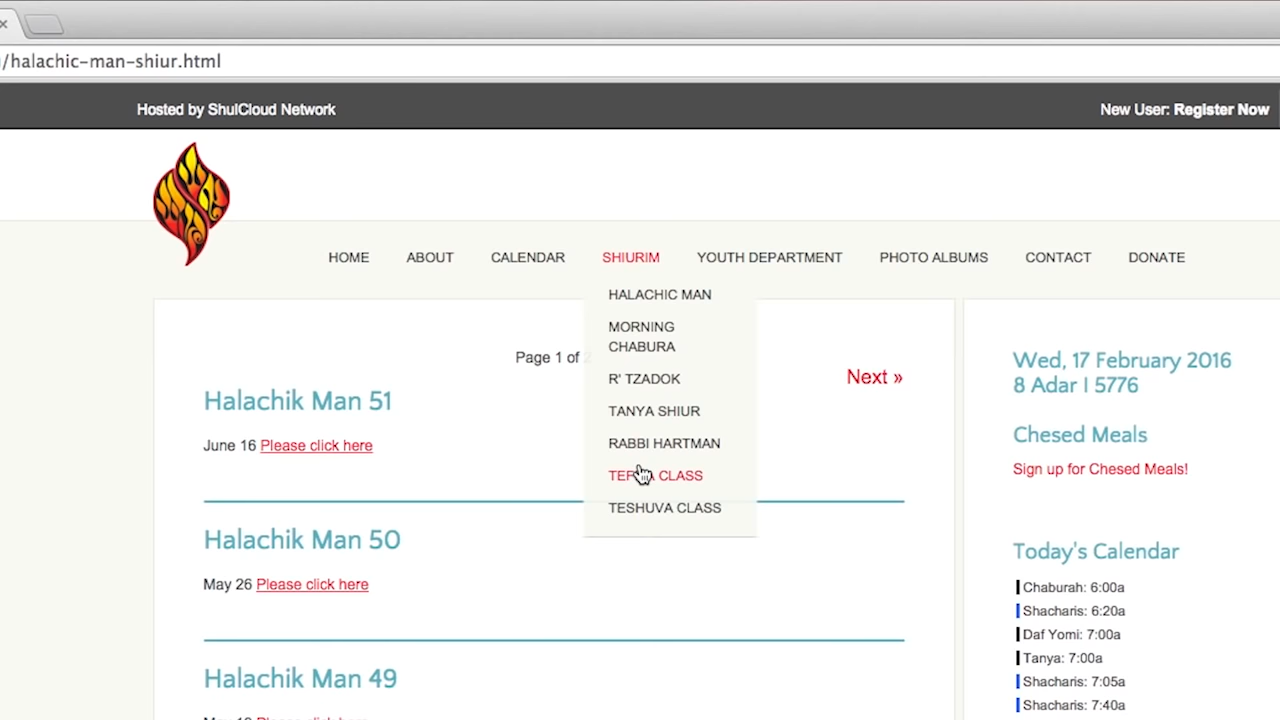 /halachic-man-shiur.html
Hosted by ShulCloud Network
New User: Register Now
HOME ABOUT CALENDAR SHIURIM YOUTH DEPARTMENT PHOTO ALBUMS CONTACT DONATE
HALACHIC MAN
MORNING
CHABURA
R' TZADOK
TANYA SHIUR
RABBI HARTMAN
CLASS
TESHUVA CLASS
Page 1 of 2
Next »
Halachik Man 51
June 16 Please click here
Halachik Man 50
May 26 Please click here
Halachik Man 49
Wed, 17 February 2016
8 Adar I 5776
Chesed Meals
Sign up for Chesed Meals!
Today's Calendar
Chaburah: 6:00a
Shacharis: 6:20a
Daf Yomi: 7:00a
Tanya: 7:00a
Shacharis: 7:05a
Shacharis: 7:40a